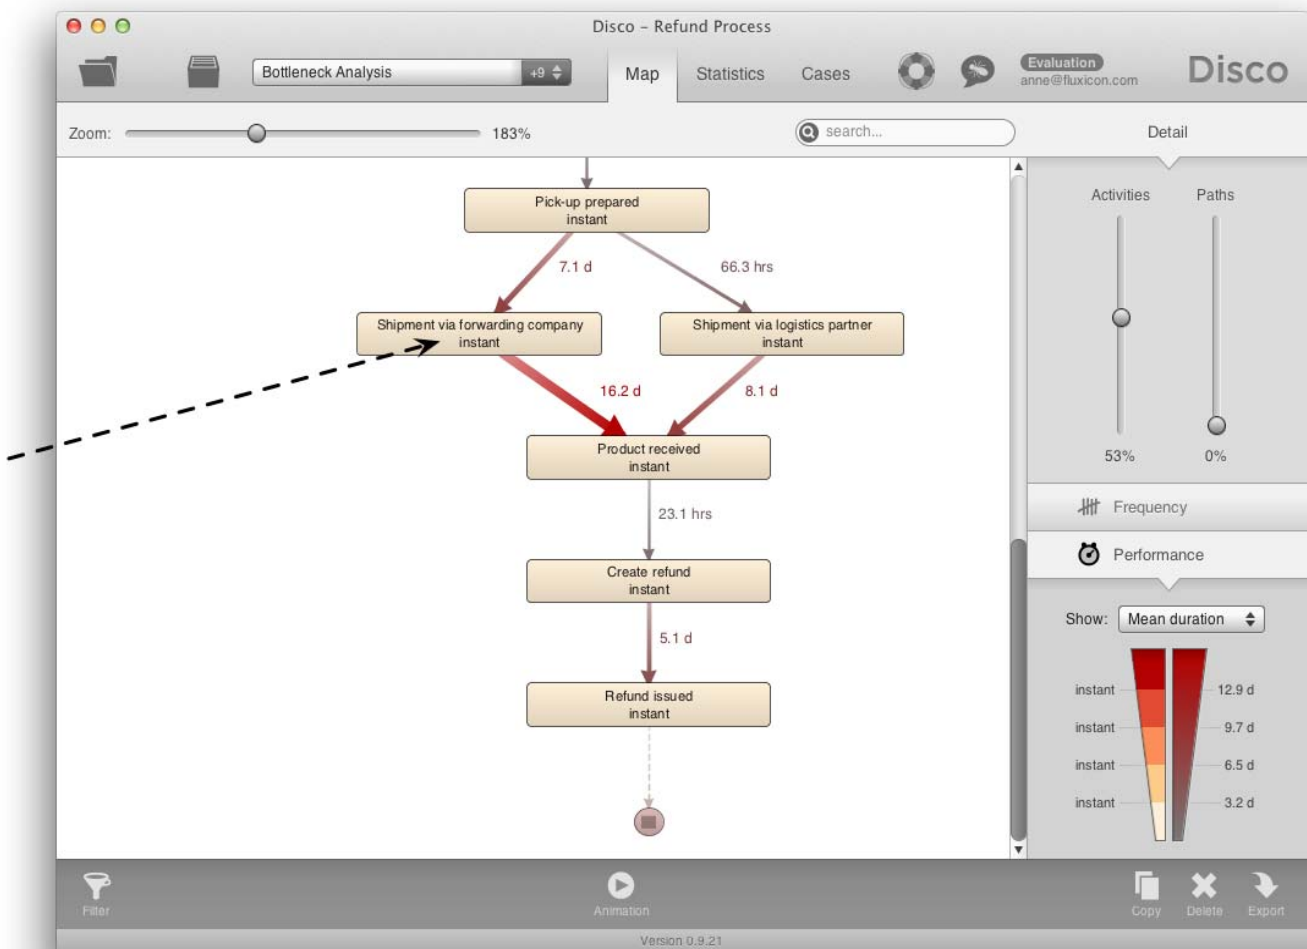 Disco – Refund Process
Bottleneck Analysis
+9
Map
Statistics
Cases
Evaluation
anne@fluxicon.com
Disco
Zoom:
183%
search...
Detail
Pick-up prepared
instant
7.1 d
66.3 hrs
Shipment via forwarding company
instant
Shipment via logistics partner
instant
16.2 d
8.1 d
Product received
instant
23.1 hrs
Create refund
instant
5.1 d
Refund issued
instant
Activities
Paths
53%
0%
Frequency
Performance
Show:
Mean duration
instant
12.9 d
instant
9.7 d
instant
6.5 d
instant
3.2 d
Filter
Animation
Copy
Delete
Export
Version 0.9.21